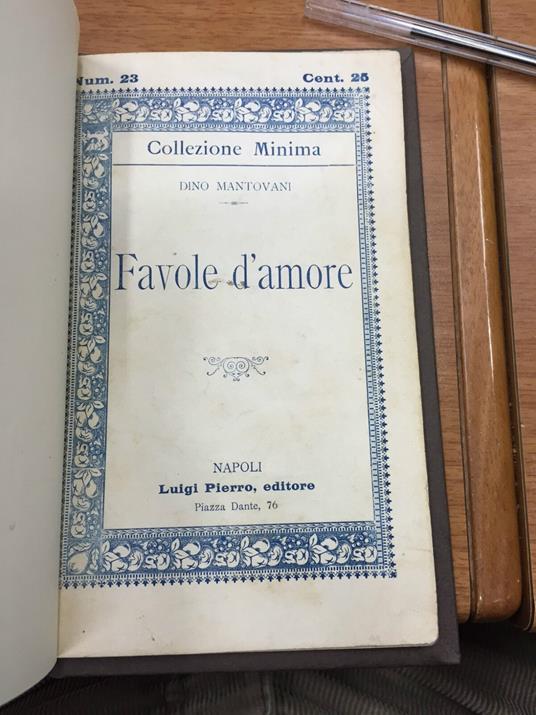 Num. 23 Cent. 25
Collezione Minima
DINO MANTOVANI
Favole d'amore
NAPOLI
Luigi Pierro, editore
Piazza Dante, 76